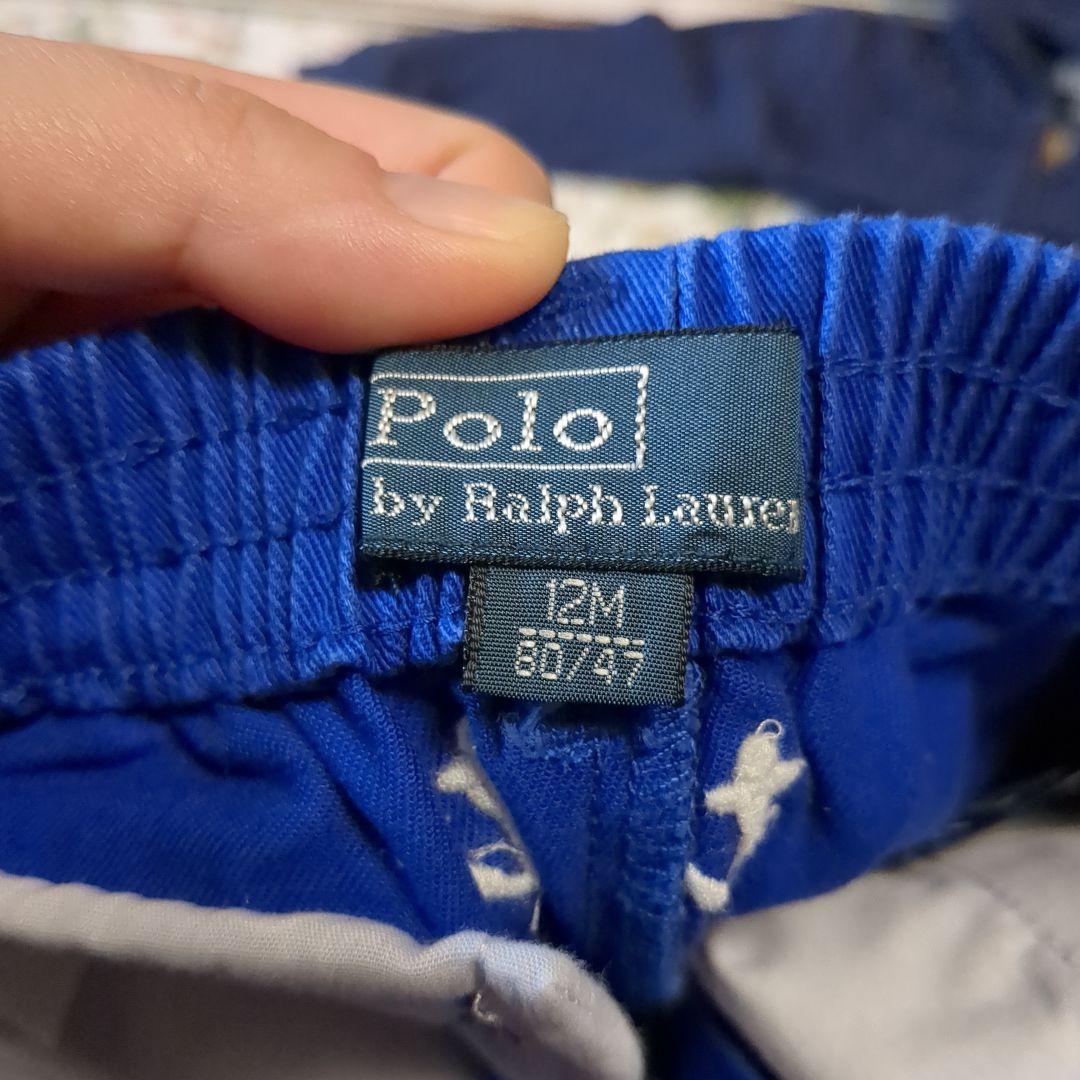 Polo
by Ralph Lauren
12M
80/47